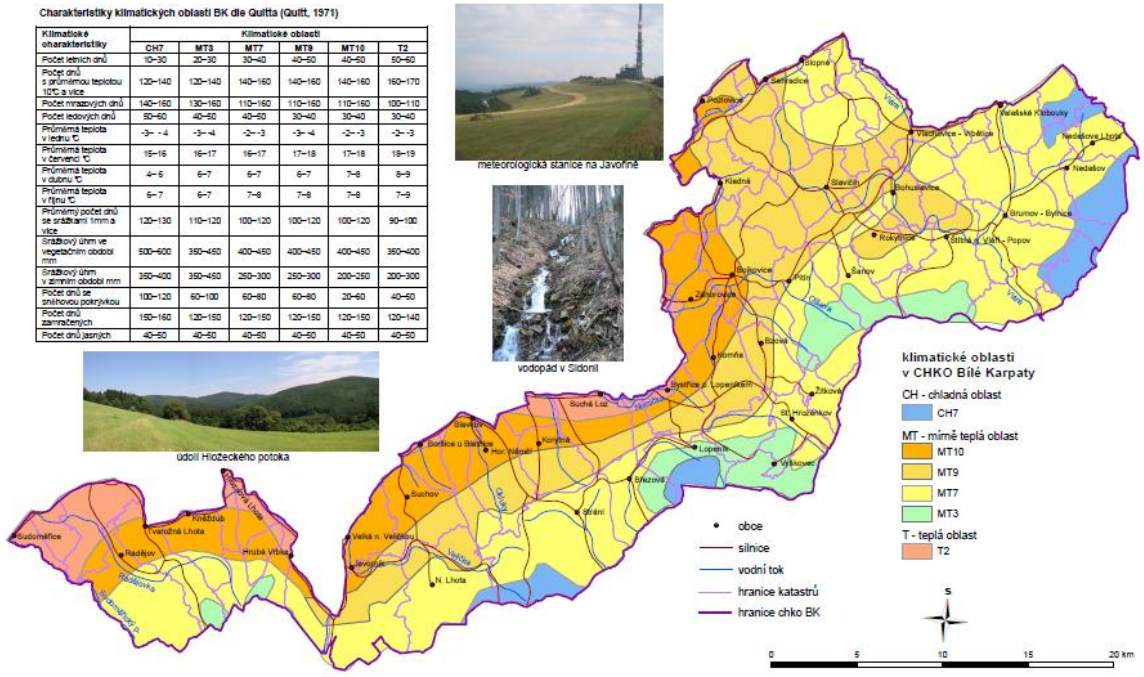 Charakteristiky klimatických oblastí BK dle Quitta (Quitt, 1971)
Klimatické charakteristiky Klimatické oblasti
CH7 MT3 MT7 MT9 MT10 T2
Počet letních dnů 10–30 20–30 30–40 40–50 40–50 50–60
Počet dnů
s průměrnou teplotou
10°C a více 120–140 120–140 140–160 140–160 140–160 160–170
Počet mrazových dnů 140–160 130–160 110–160 110–160 110–160 100–110
Počet ledových dnů 50–60 40–50 40–50 30–40 30–40 30–40
Průměrná teplota
v lednu °C -3– -4 -3–-4 -2–-3 -3–-4 -2–-3 -2–-3
Průměrná teplota
v červenci °C 15–16 16–17 16–17 17–18 17–18 18–19
Průměrná teplota
v dubnu °C 4–6 6–7 6–7 6–7 7–8 8–9
Průměrná teplota
v říjnu °C 6–7 6–7 7–8 7–8 7–8 7–9
Průměrný počet dnů
se srážkami 1mm a
více 120–130 110–120 100–120 100–120 100–120 90–100
Srážkový úhrn ve
vegetačním období
mm 500–600 350–450 400–450 400–450 400–450 350–400
Srážkový úhrn
v zimním období mm 350–400 350–450 250–300 250–300 200–250 200–300
Počet dnů se
sněhovou pokrývkou 100–120 60–100 60–80 60–80 20–60 40–50
Počet dnů
zamračených 150–160 120–150 120–150 120–150 120–150 120–140
Počet dnů jasných 40–50 40–50 40–50 40–50 40–50 40–50
meteorologická stanice na Javořině
vodopád v Sidonii
údolí Hložeckého potoka
Slopné
Sehradice
Pozlovice
Vlára
Valašské Klobouky
Vlachovice - Vrbětice
Nedašova Lhota
Nedašov
Kladná
Slavičín
Bohuslavice
Brumov - Bylnice
Rokytnice
Štítná n. Vláří - Popov
Bojkovice
Pitín
Šanov
Vlára
Záhorovice
Olšava
Bzová
Komňa
Bystřice p. Lopeníkem
Žitková
Suchá Loz
St. Hrozenkov
Slavkov
Boršice u Blatnice
Hor. Němčí
Korytná
Lopeník
Vyškovec
Březová
Suchov
Strání
Sudoměřice
Kněždub
Tvarožná Lhota
Radějov
Hrubá Vrbka
Velká n. Veličkou
Javorník
Velička
N. Lhota
Radějovka
Sudoměřický p.
klimatické oblasti
v CHKO Bílé Karpaty
CH - chladná oblast
CH7
MT - mírně teplá oblast
MT10
MT9
MT7
MT3
T - teplá oblast
T2
obce
silnice
vodní tok
hranice katastrů
hranice chko BK
S
0 5 10 15 20 km